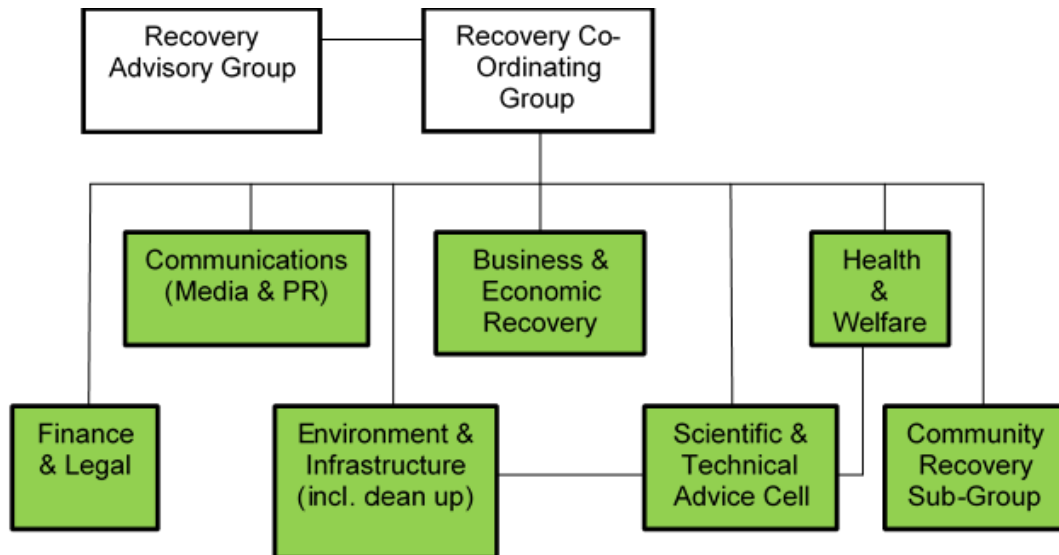 Recovery
Advisory Group
Recovery Co-
Ordinating
Group
Communications
(Media & PR)
Business &
Economic
Recovery
Health
&
Welfare
Finance
& Legal
Environment &
Infrastructure
(incl. dean up)
Scientific &
Technical
Advice Cell
Community
Recovery
Sub-Group